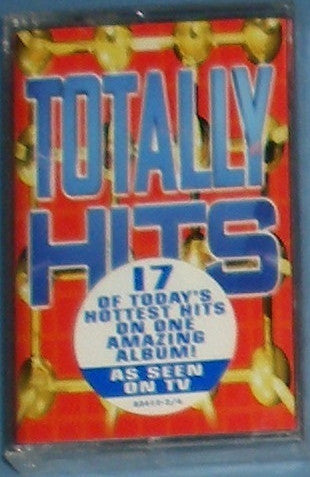 TOTALLY
HITS
17
OF TODAY'S
HOTTEST HITS
ON ONE
AMAZING
ALBUM!
AS SEEN
ON TV